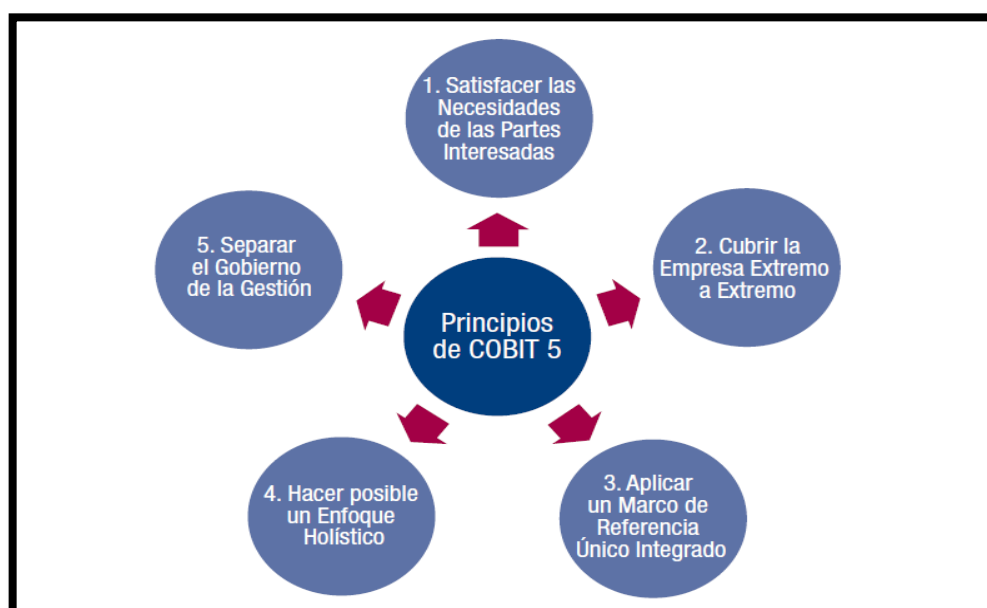 1. Satisfacer las
Necesidades
de las Partes
Interesadas
2. Cubrir la
Empresa Extremo
a Extremo
3. Aplicar
un Marco de
Referencia
Único Integrado
4. Hacer posible
un Enfoque
Holístico
5. Separar
el Gobierno
de la Gestión
Principios
de COBIT 5